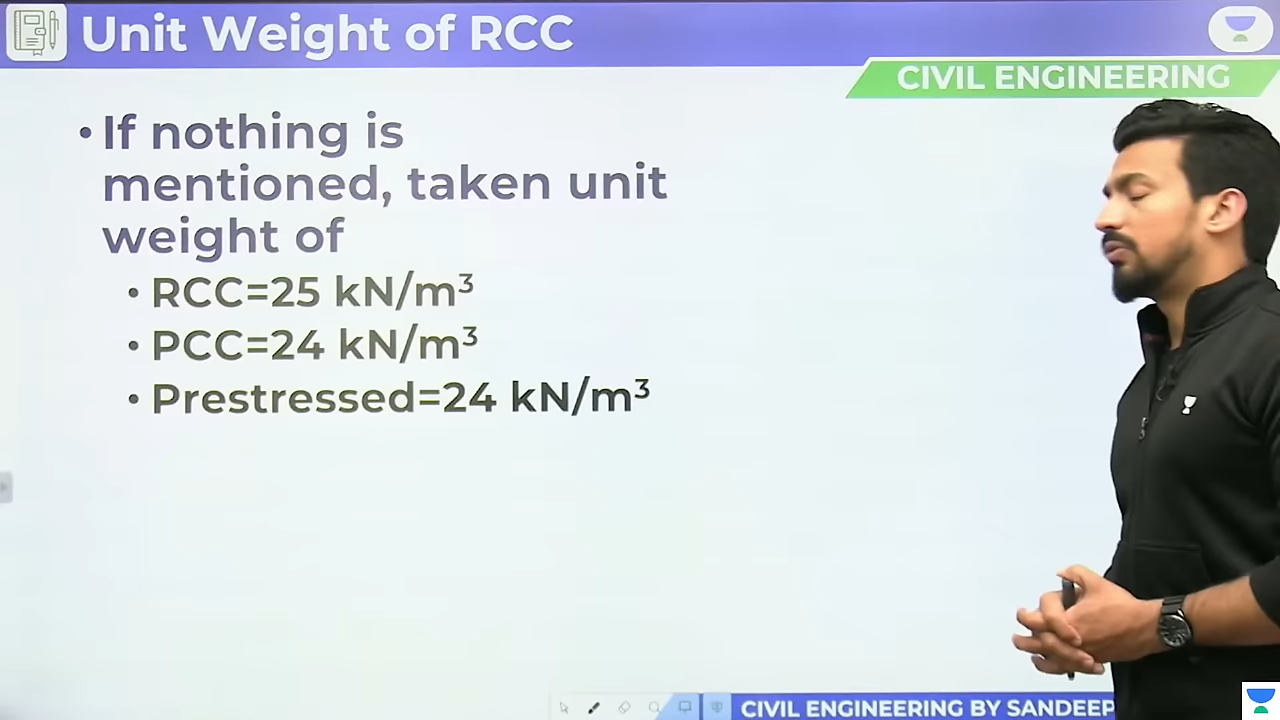 Unit Weight of RCC
CIVIL ENGINEERING
• If nothing is
mentioned, taken unit
weight of
• RCC=25 kN/m³
• PCC=24 kN/m³
• Prestressed=24 kN/m³
CIVIL ENGINEERING BY SANDEEP